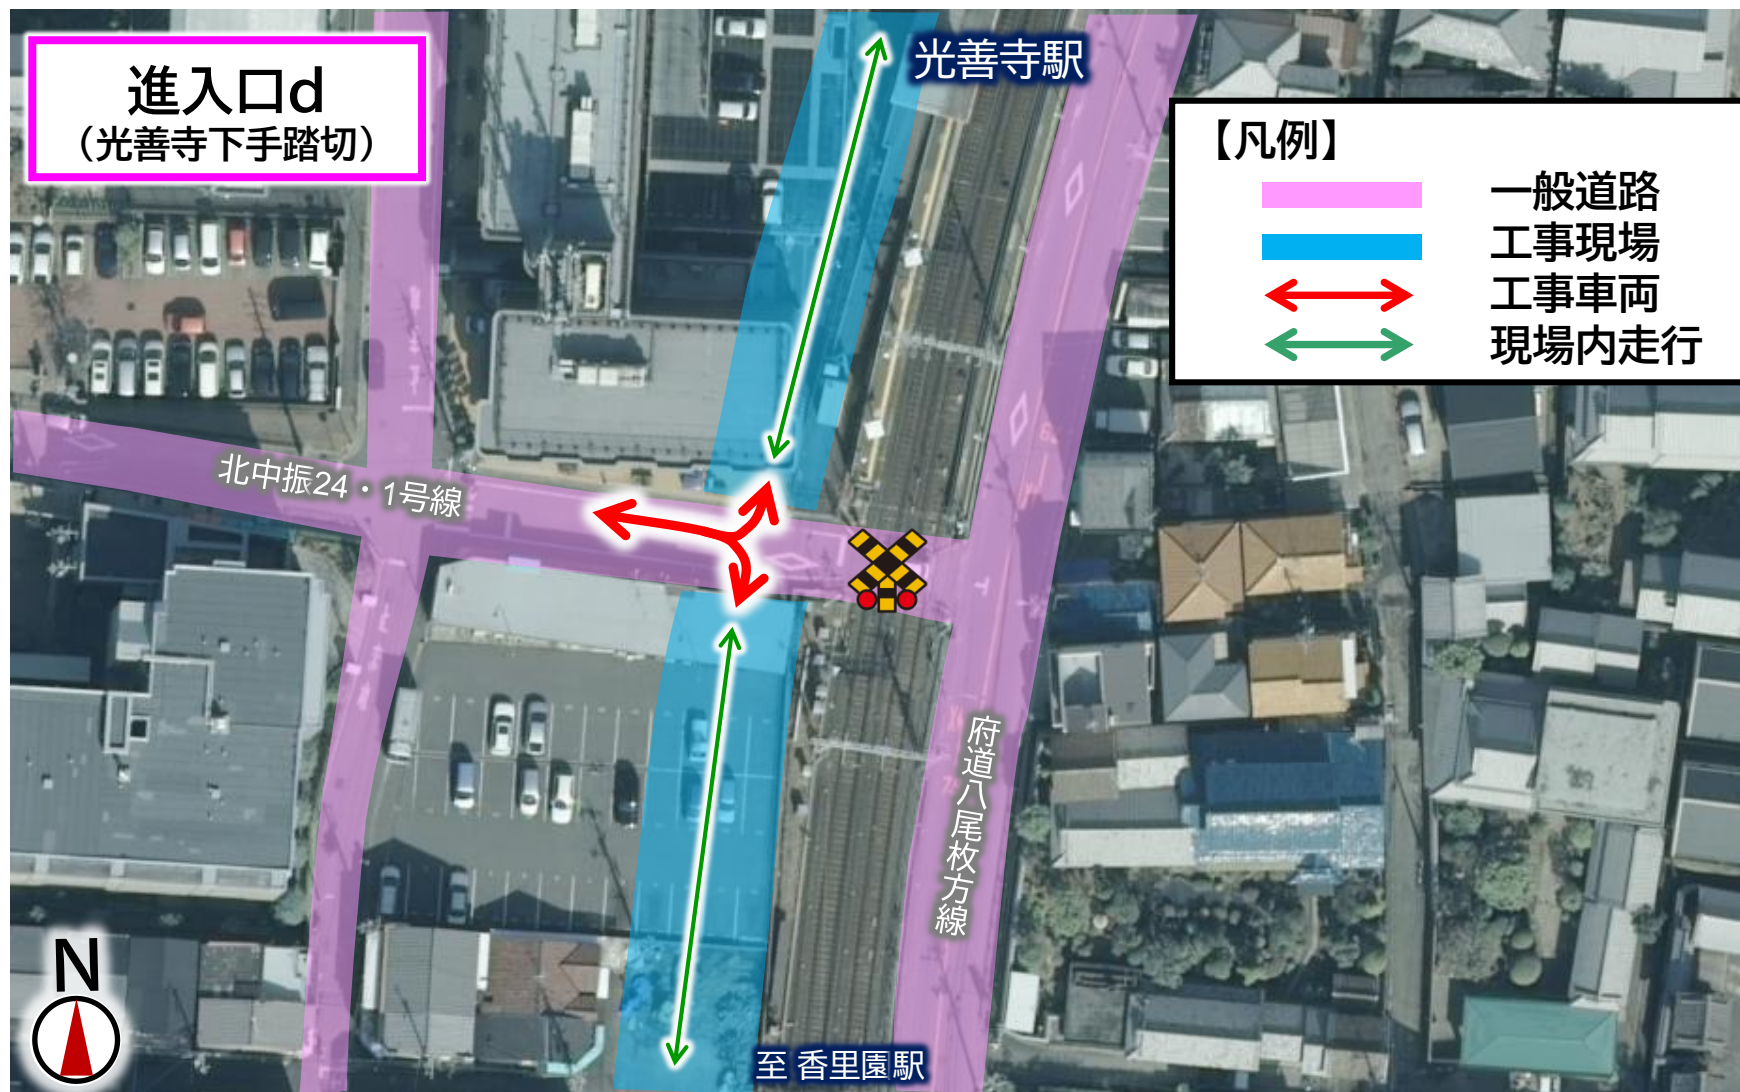 進入口d
（光善寺下手踏切）
光善寺駅
【凡例】
一般道路
工事現場
工事車両
現場内走行
北中振24・1号線
府道八尾枚方線
N
至 香里園駅